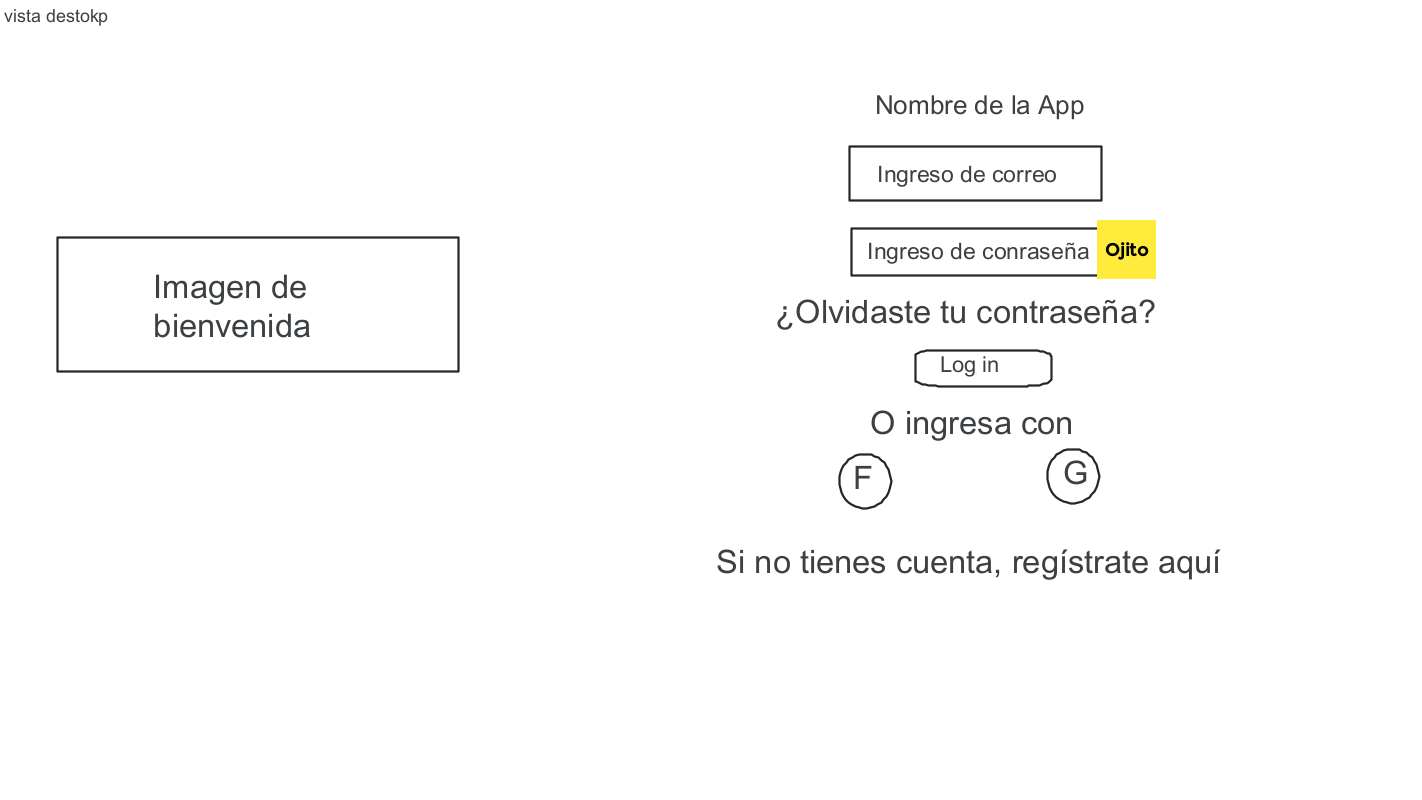 vista destokp
Nombre de la App
Ingreso de correo
Ingreso de conraseña
Ojito
Imagen de
bienvenida
¿Olvidaste tu contraseña?
Log in
O ingresa con
F
G
Si no tienes cuenta, regístrate aquí